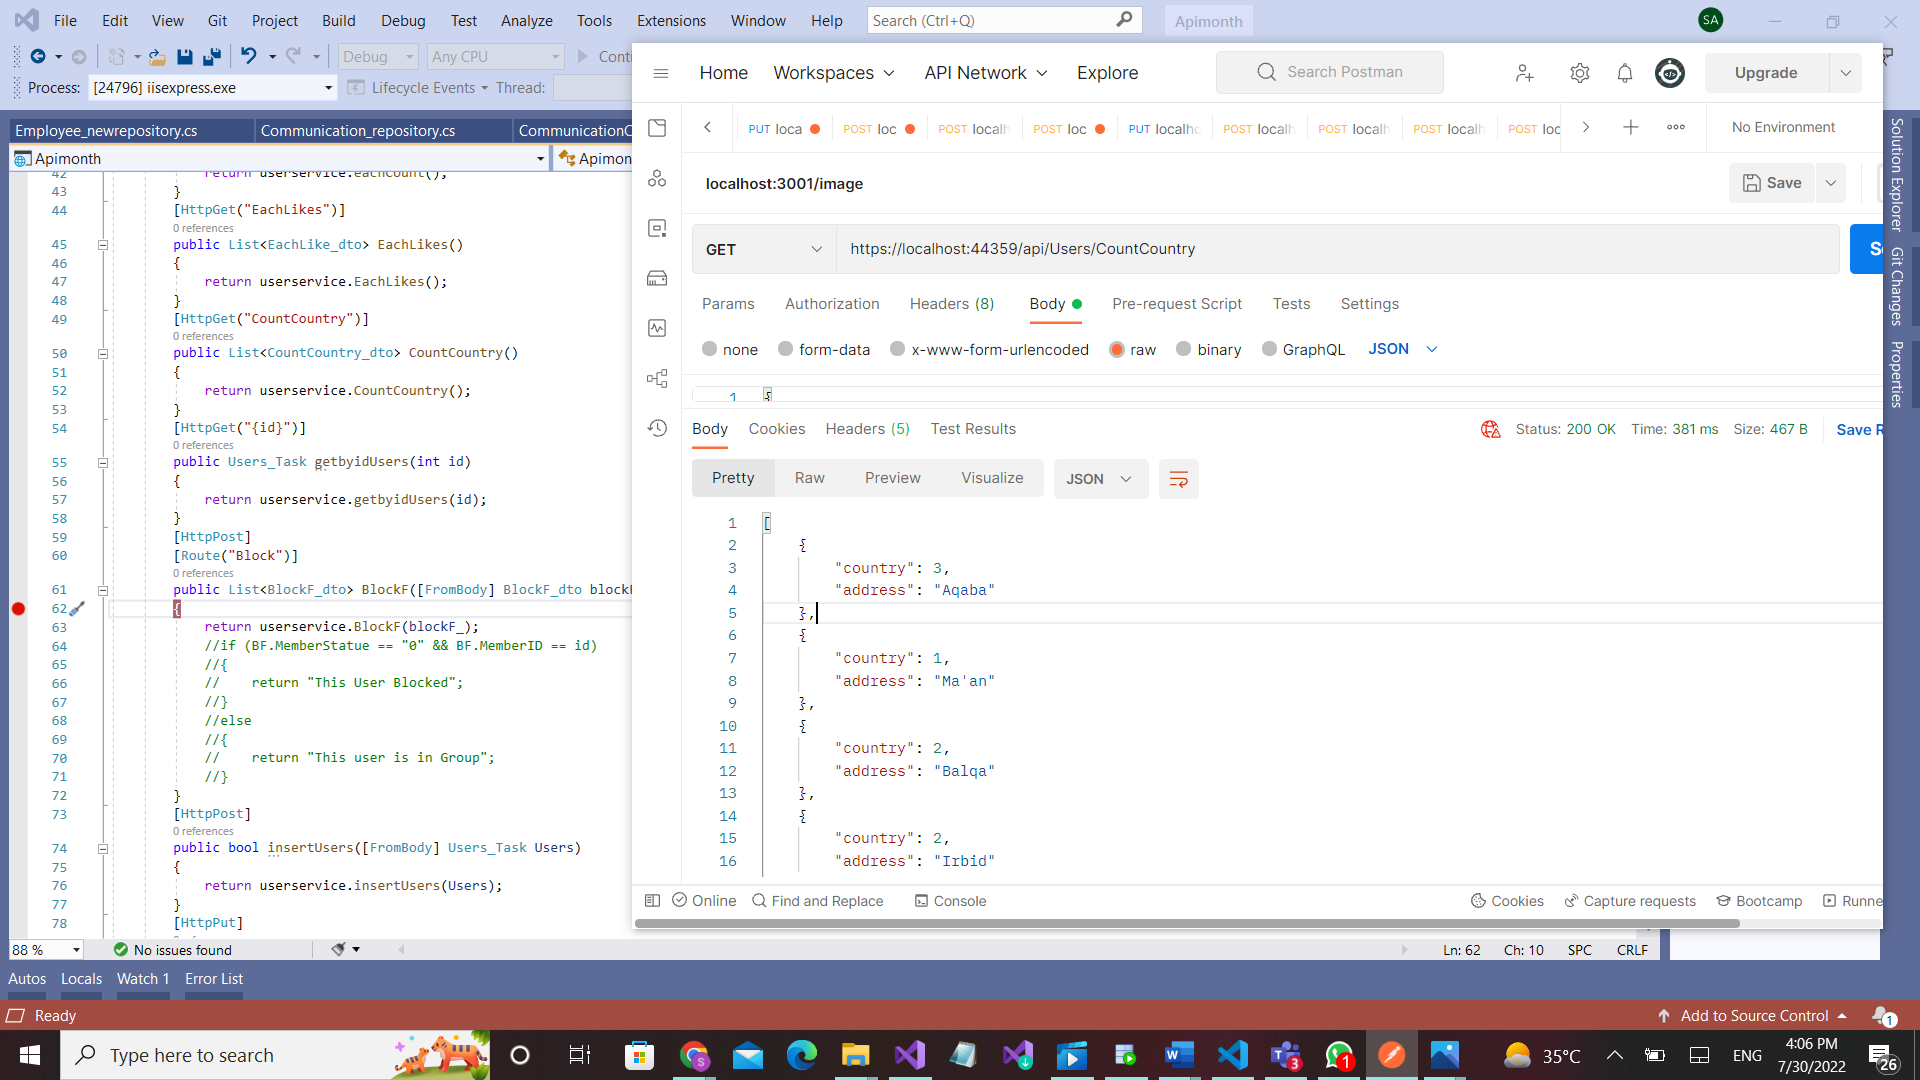 File Edit View Git Project Build Debug Test Analyze Tools Extensions Window Help Search (Ctrl+Q) Apimonth SA
Debug Any CPU
Process: [24796] iisexpress.exe Lifecycle Events Thread:
Employee_newrepository.cs Communication_repository.cs
Apimonth
42 return userservice.eachCount();
43 }
44 [HttpGet("EachLikes")]
0 references
45 public List<EachLike_dto> EachLikes()
46 {
47 return userservice.EachLikes();
48 }
49 [HttpGet("CountCountry")]
0 references
50 public List<CountCountry_dto> CountCountry()
51 {
52 return userservice.CountCountry();
53 }
54 [HttpGet("{id}")]
0 references
55 public Users_Task getbyidUsers(int id)
56 {
57 return userservice.getbyidUsers(id);
58 }
59 [HttpPost]
60 [Route("Block")]
0 references
61 public List<BlockF_dto> BlockF([FromBody] BlockF_dto blockF
62 {
63 return userservice.BlockF(blockF_);
64 //if (BF.MemberStatue == "0" && BF.MemberID == id)
65 //{
66 // return "This User Blocked";
67 //}
68 //else
69 //{
70 // return "This user is in Group";
71 //}
72 }
73 [HttpPost]
0 references
74 public bool insertUsers([FromBody] Users_Task Users)
75 {
76 return userservice.insertUsers(Users);
77 }
78 [HttpPut]
88 % No issues found Ln: 62 Ch: 10 SPC CRLF
Autos Locals Watch 1 Error List
Ready Add to Source Control 1
Home Workspaces API Network Explore Search Postman Upgrade
PUT loca POST loc POST localh POST loc PUT localho POST localh POST localh POST localh POST loc No Environment
localhost:3001/image Save
GET https://localhost:44359/api/Users/CountCountry
Params Authorization Headers (8) Body Pre-request Script Tests Settings
none form-data x-www-form-urlencoded raw binary GraphQL JSON
1 {
Body Cookies Headers (5) Test Results Status: 200 OK Time: 381 ms Size: 467 B Save R
Pretty Raw Preview Visualize JSON
1 [
2 {
3 "country": 3,
4 "address": "Aqaba"
5 },
6 {
7 "country": 1,
8 "address": "Ma'an"
9 },
10 {
11 "country": 2,
12 "address": "Balqa"
13 },
14 {
15 "country": 2,
16 "address": "Irbid"
Online Find and Replace Console Cookies Capture requests Bootcamp Runne
Solution Explorer
Git Changes
Properties
Type here to search 3 1 35°C ENG 4:06 PM
7/30/2022 26